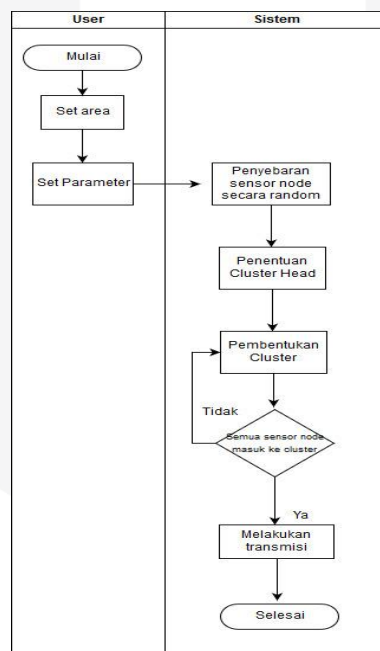 User
Sistem
Mulai
Set area
Set Parameter
Penyebaran
sensor node
secara random
Penentuan
Cluster Head
Pembentukan
Cluster
Tidak
Semua sensor node
masuk ke cluster
Ya
Melakukan
transmisi
Selesai